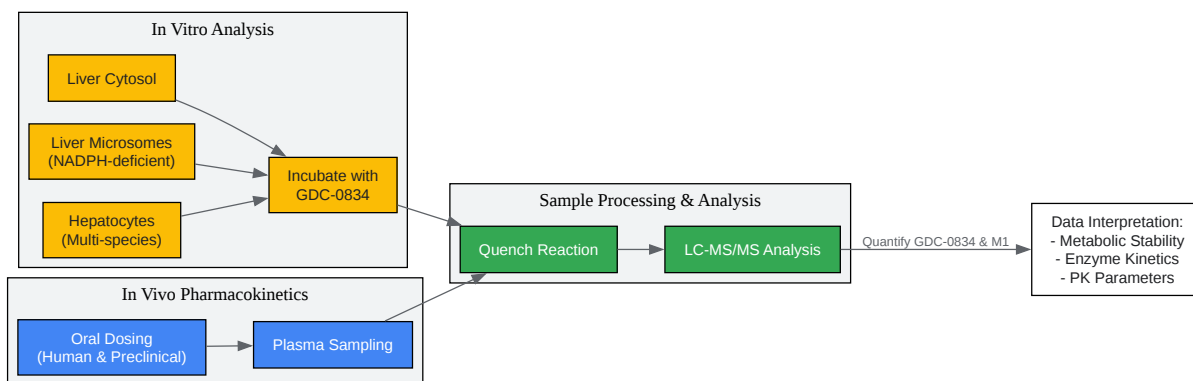 In Vitro Analysis
Liver Cytosol
Liver Microsomes
(NADPH-deficient)
Hepatocytes
(Multi-species)
Incubate with
GDC-0834
In Vivo Pharmacokinetics
Oral Dosing
(Human & Preclinical)
Plasma Sampling
Sample Processing & Analysis
Quench Reaction
LC-MS/MS Analysis
Quantify GDC-0834 & M1
Data Interpretation:
- Metabolic Stability
- Enzyme Kinetics
- PK Parameters